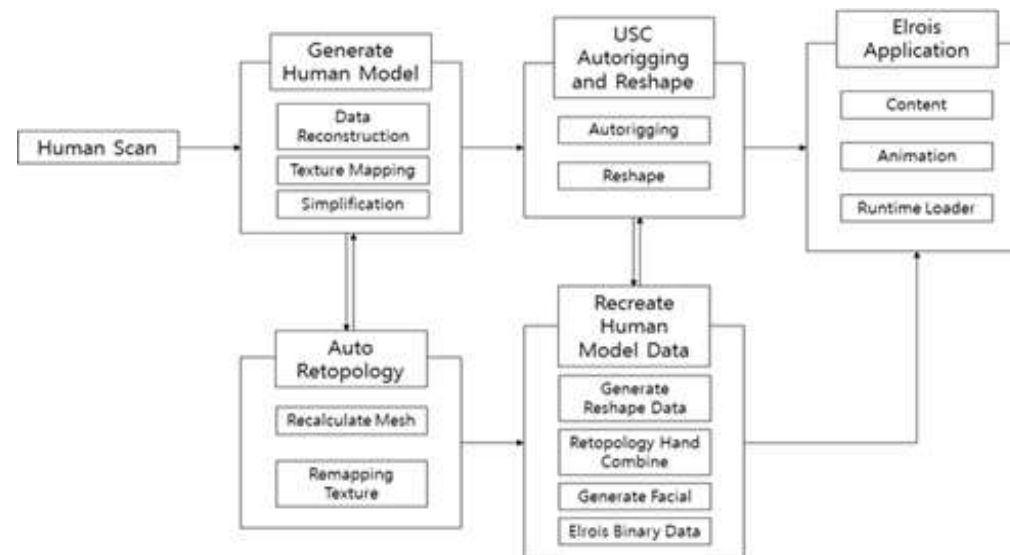 Human Scan
Generate
Human Model
Data
Reconstruction
Texture Mapping
Simplification
USC
Autorigging
and Reshape
Autorigging
Reshape
Elrois
Application
Content
Animation
Runtime Loader
Auto
Retopology
Recalculate Mesh
Remapping
Texture
Recreate
Human
Model Data
Generate
Reshape Data
Retopology Hand
Combine
Generate Facial
Elrois Binary Data